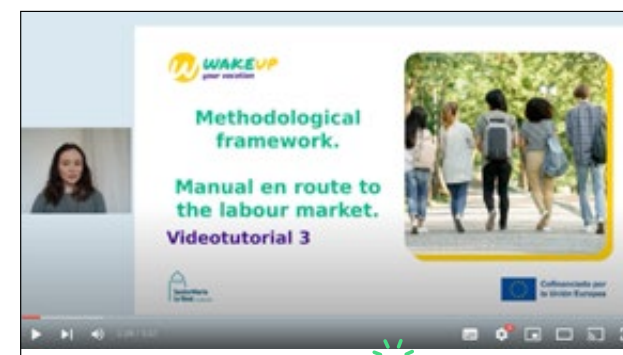 WAKEUP
your vocation
Methodological
framework.
Manual en route to
the labour market.
Videotutorial 3
Cofinanciado por
la Unión Europea